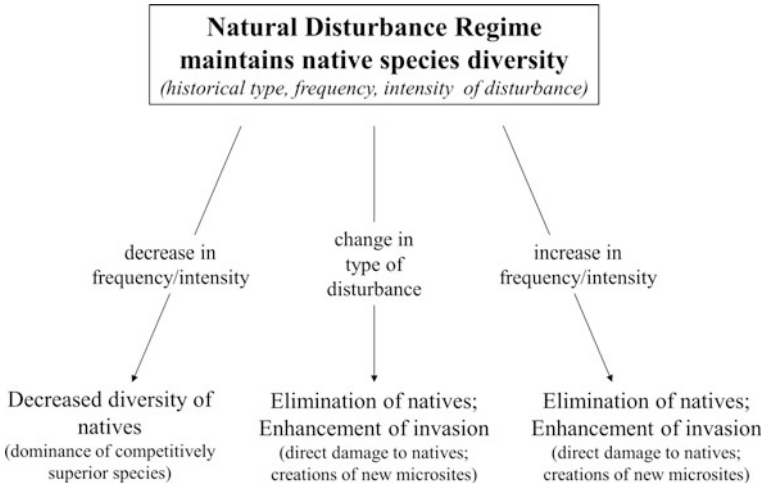 Natural Disturbance Regime
maintains native species diversity
(historical type, frequency, intensity of disturbance)
decrease in
frequency/intensity
change in
type of
disturbance
increase in
frequency/intensity
Decreased diversity of
natives
(dominance of competitively
superior species)
Elimination of natives;
Enhancement of invasion
(direct damage to natives;
creations of new microsites)
Elimination of natives;
Enhancement of invasion
(direct damage to natives;
creations of new microsites)